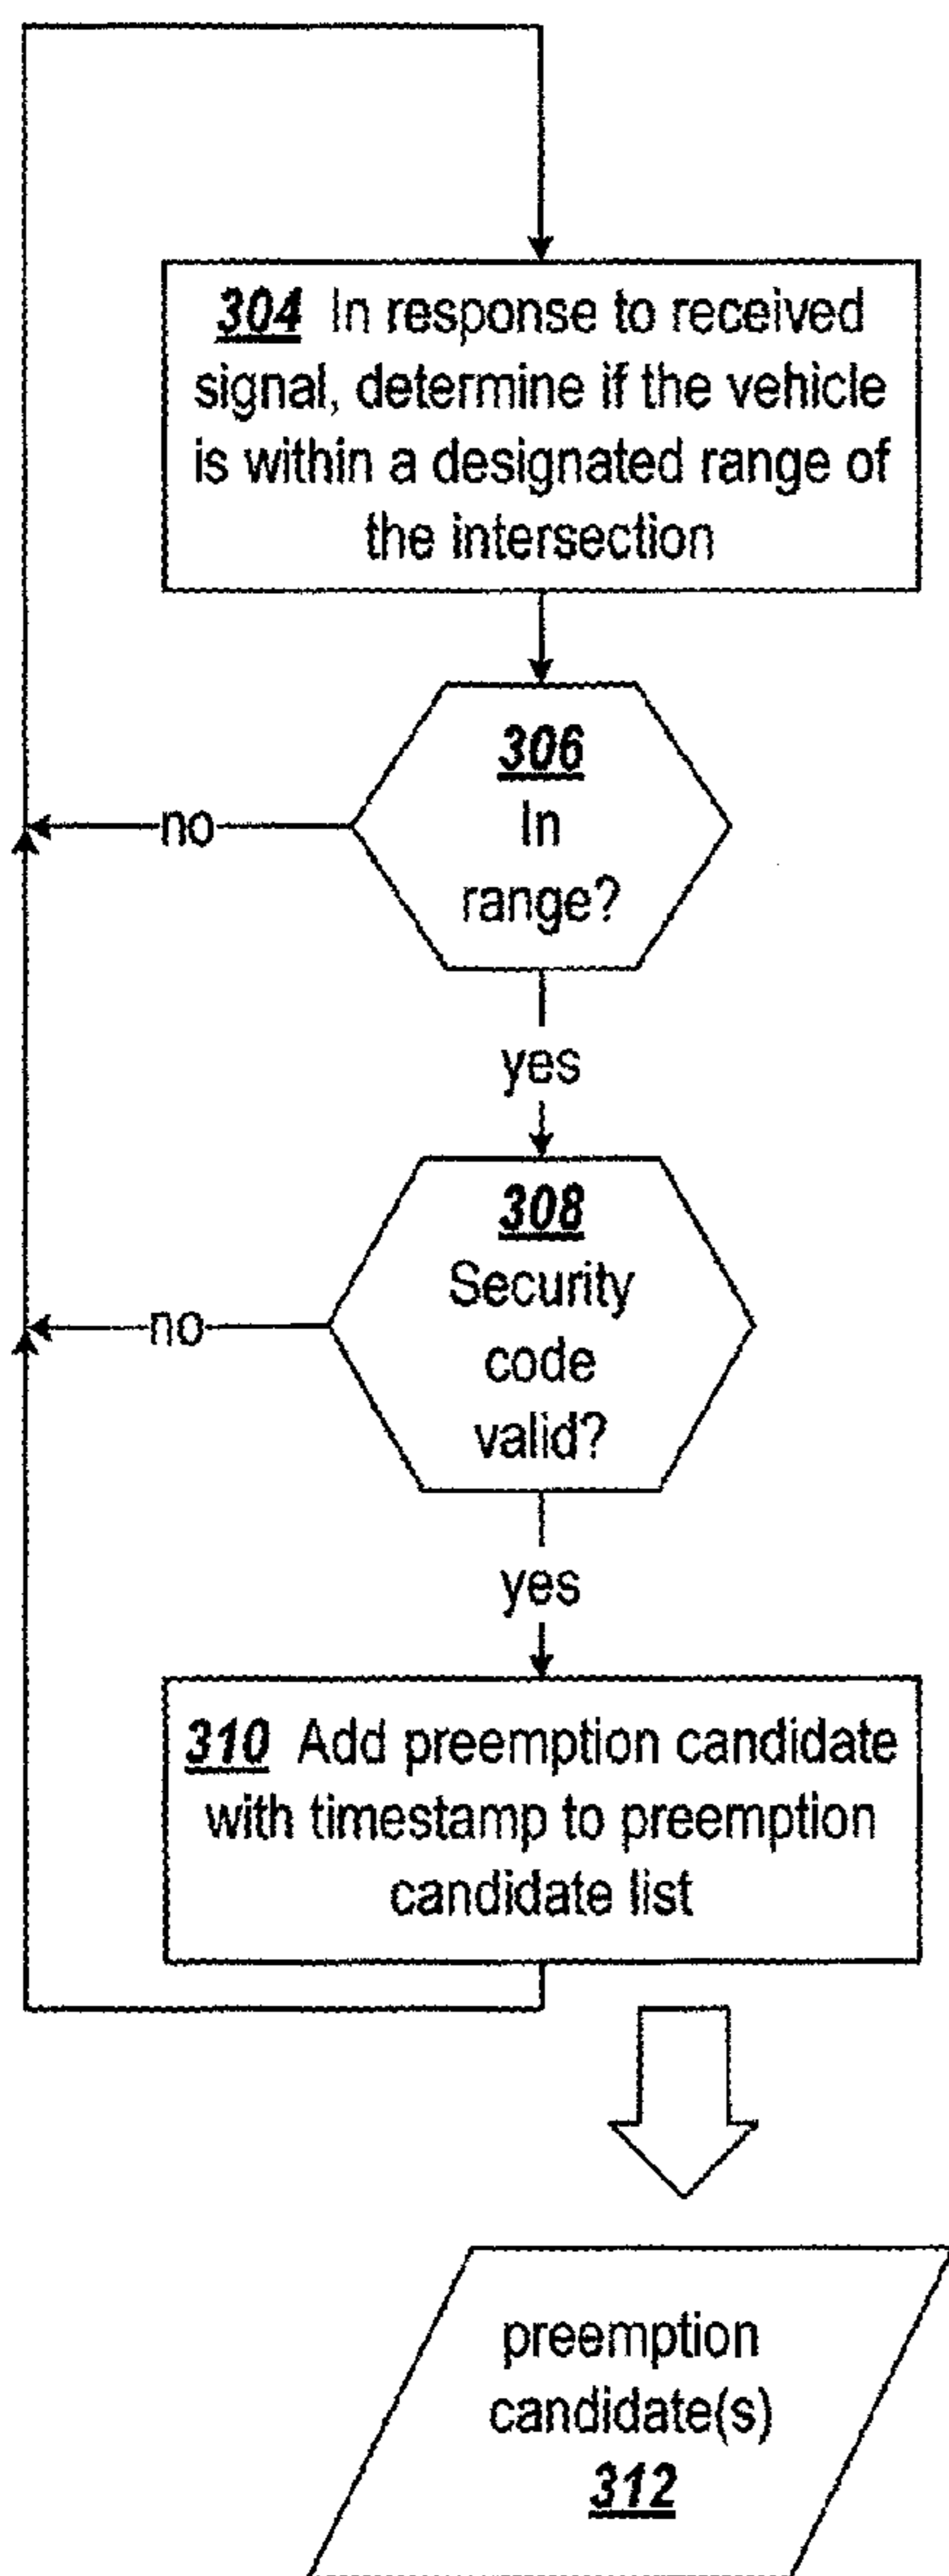 304 In response to received
signal, determine if the vehicle
is within a designated range of
the intersection
306
In
range?
no
yes
308
Security
code
valid?
no
yes
310 Add preemption candidate
with timestamp to preemption
candidate list
preemption
candidate(s)
312